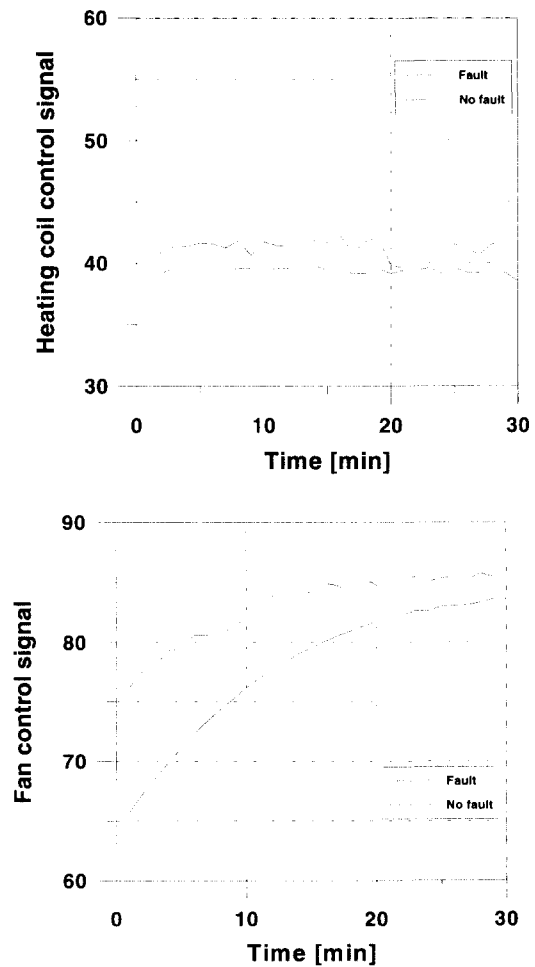 60
50
40
30
Heating coil control signal
Fault
No fault
0 10 20 30
Time [min]
90
80
70
60
Fan control signal
Fault
No fault
0 10 20 30
Time [min]